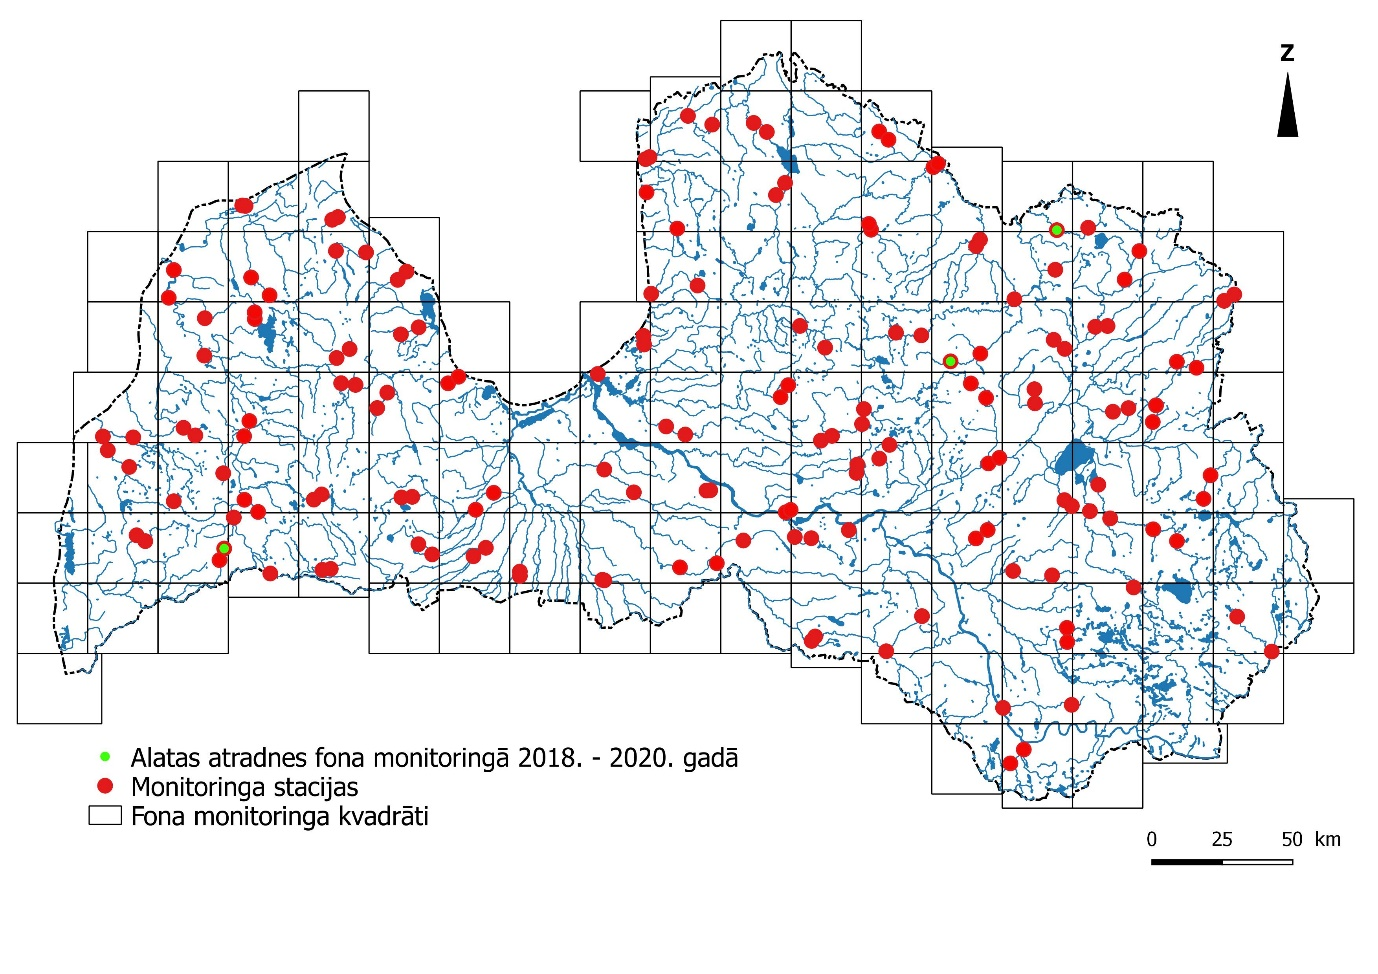 Z
Alatas atradnes fona monitoringā 2018. - 2020. gadā
Monitoringa stacijas
Fona monitoringa kvadrāti
0 25 50 km